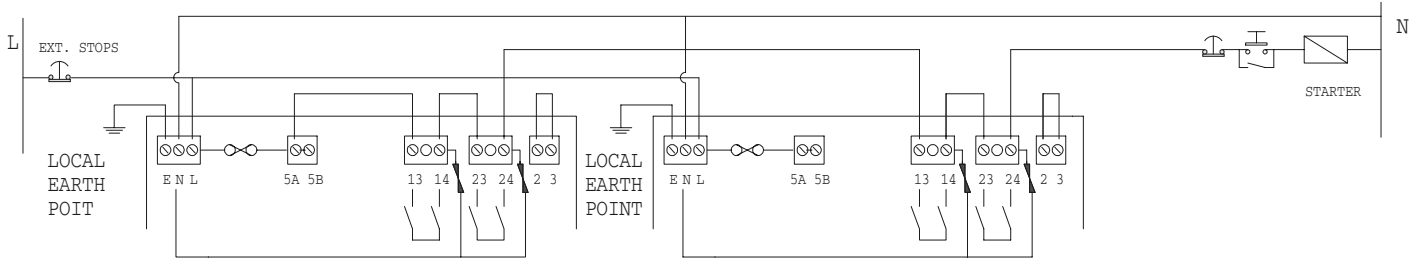 L
N
EXT. STOPS
STARTER
LOCAL
EARTH
POIT
E N L
5A 5B
13 14
23 24
2 3
LOCAL
EARTH
POINT
E N L
5A 5B
13 14
23 24
2 3